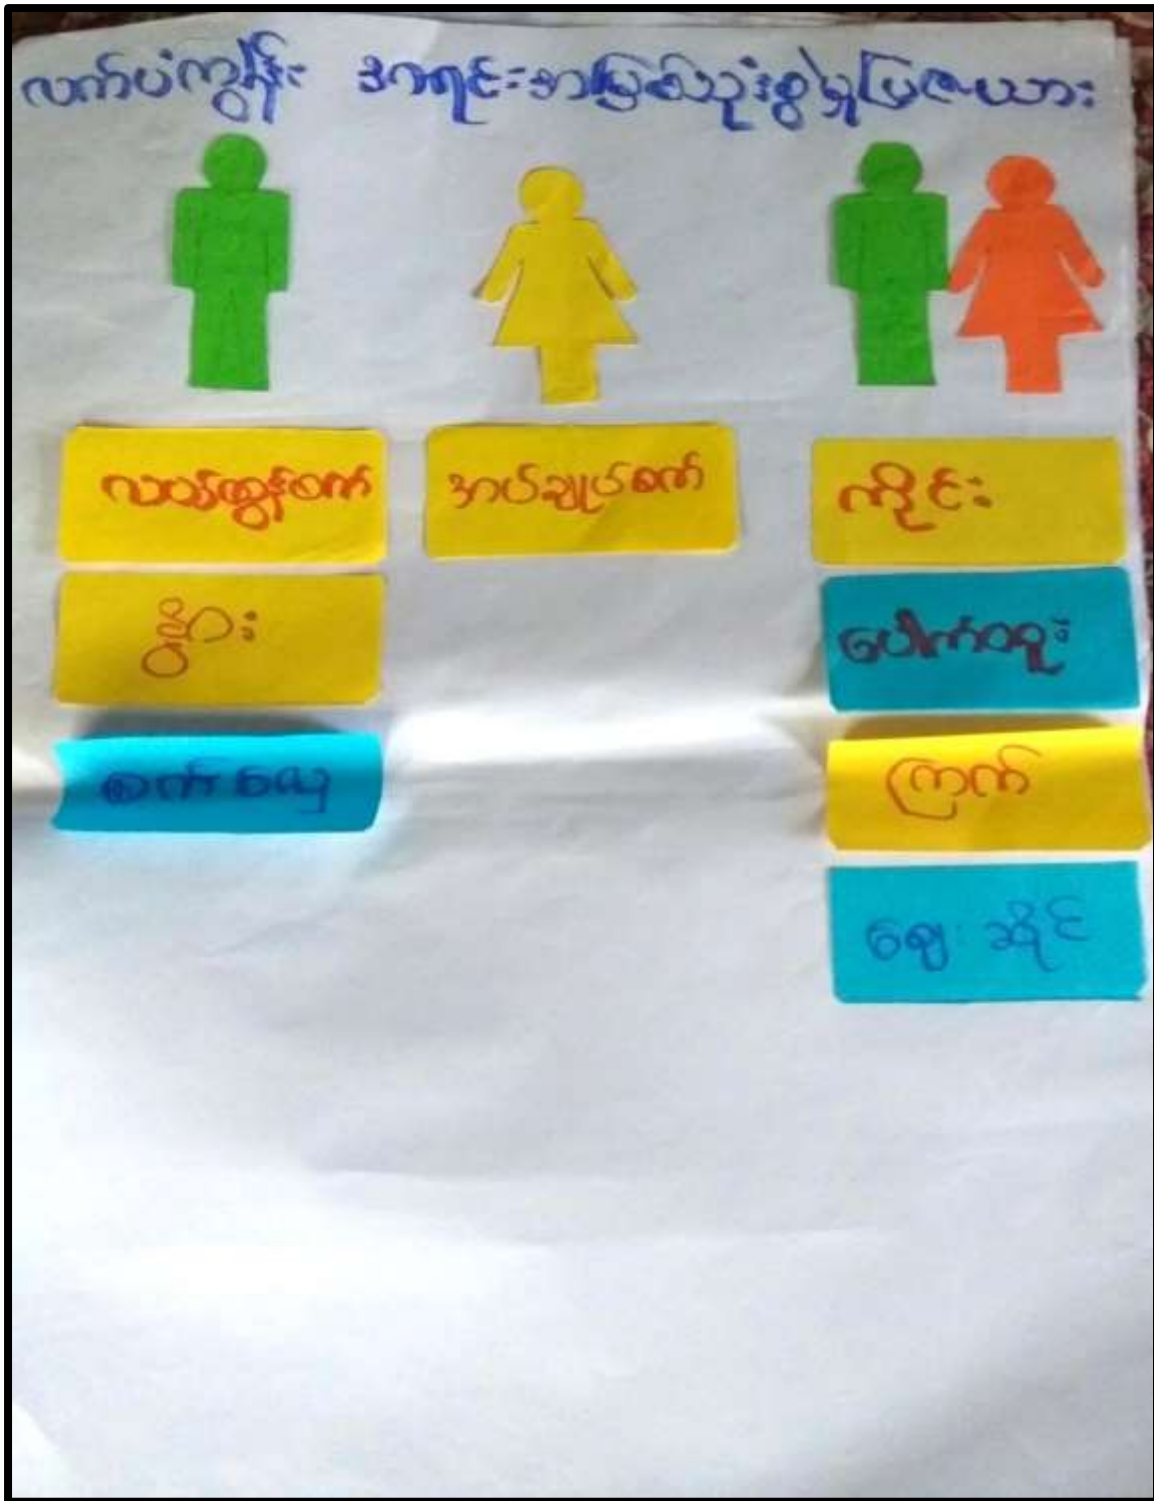 လက်ပံကျွန်း အရင်းအမြစ်သုံးစွဲမှုပြဇယား
လယ်ထွန်စက် အပ်ချုပ်စက် ကိုင်း
နွား ပေါက်တူး
စက်လှေ ကြက်
ဈေးဆိုင်